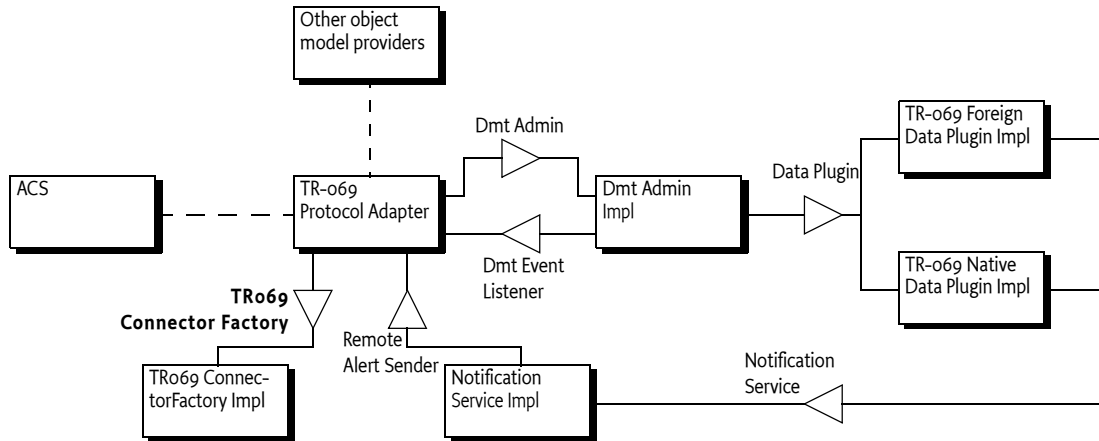 Other object
model providers
Dmt Admin
TR-069 Foreign
Data Plugin Impl
Data Plugin
ACS
TR-069
Protocol Adapter
Dmt Admin
Impl
Dmt Event
Listener
TR-069 Native
Data Plugin Impl
TR069
Connector Factory
Remote
Alert Sender
Notification
Service
TR069 Connec-
torFactory Impl
Notification
Service Impl